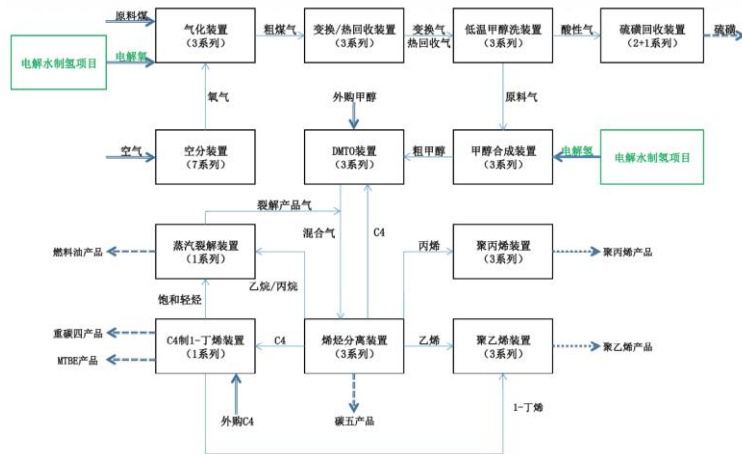 原料煤
气化装置
(3系列)
粗煤气
变换/热回收装置
(3系列)
变换气
热回收气
低温甲醇洗装置
(3系列)
酸性气
硫磺回收装置
(2+1系列)
硫磺
电解水制氢项目
电解氧
氧气
外购甲醇
原料气
空气
空分装置
(7系列)
DMTO装置
(3系列)
粗甲醇
甲醇合成装置
(3系列)
电解氢
电解水制氢项目
裂解产品气
混合气
C4
燃料油产品
蒸汽裂解装置
(1系列)
丙烯
聚丙烯装置
(3系列)
聚丙烯产品
乙烷/丙烷
饱和轻烃
重碳四产品
MTBE产品
C4制1-丁烯装置
(1系列)
C4
烯烃分离装置
(3系列)
乙烯
聚乙烯装置
(3系列)
聚乙烯产品
外购C4
碳五产品
1-丁烯